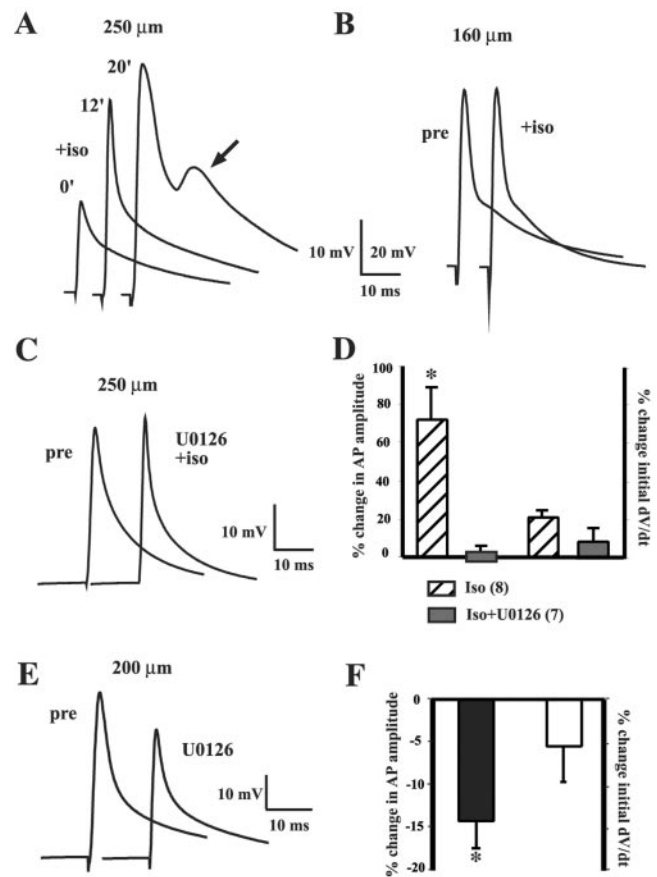 A
250 μm
20'
12'
+iso
0'
10 mV
20 mV
10 ms
B
160 μm
pre
+iso
C
250 μm
pre
U0126
+iso
10 mV
10 ms
D
% change in AP amplitude
100
80
60
40
20
0
*
% change initial dV/dt
Iso (8)
Iso+U0126 (7)
E
200 μm
pre
U0126
10 mV
10 ms
F
% change in AP amplitude
0
-5
-10
-15
-20
*
% change initial dV/dt